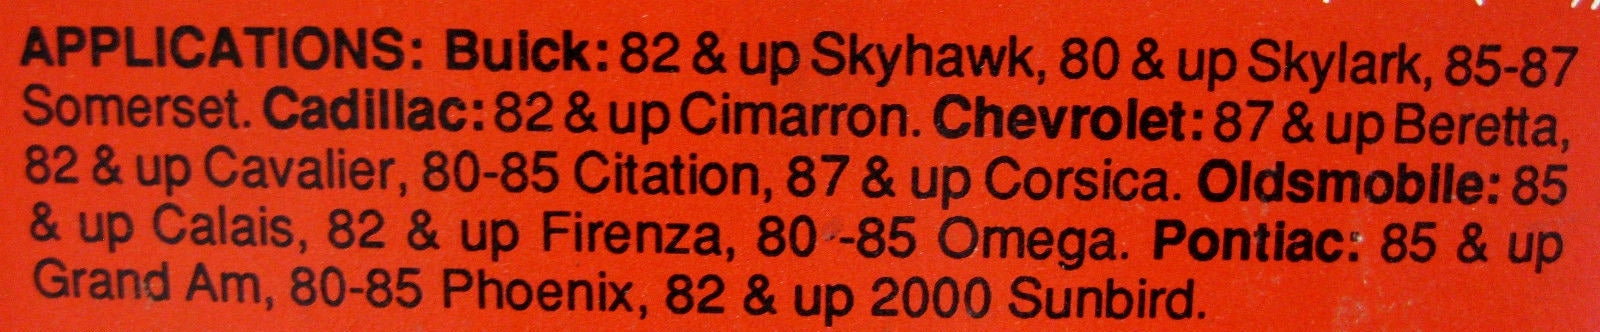 APPLICATIONS: Buick: 82 & up Skyhawk, 80 & up Skylark, 85-87
Somerset. Cadillac: 82 & up Cimarron. Chevrolet: 87 & up Beretta,
82 & up Cavalier, 80-85 Citation, 87 & up Corsica. Oldsmobile: 85
& up Calais, 82 & up Firenza, 80 -85 Omega. Pontiac: 85 & up
Grand Am, 80-85 Phoenix, 82 & up 2000 Sunbird.